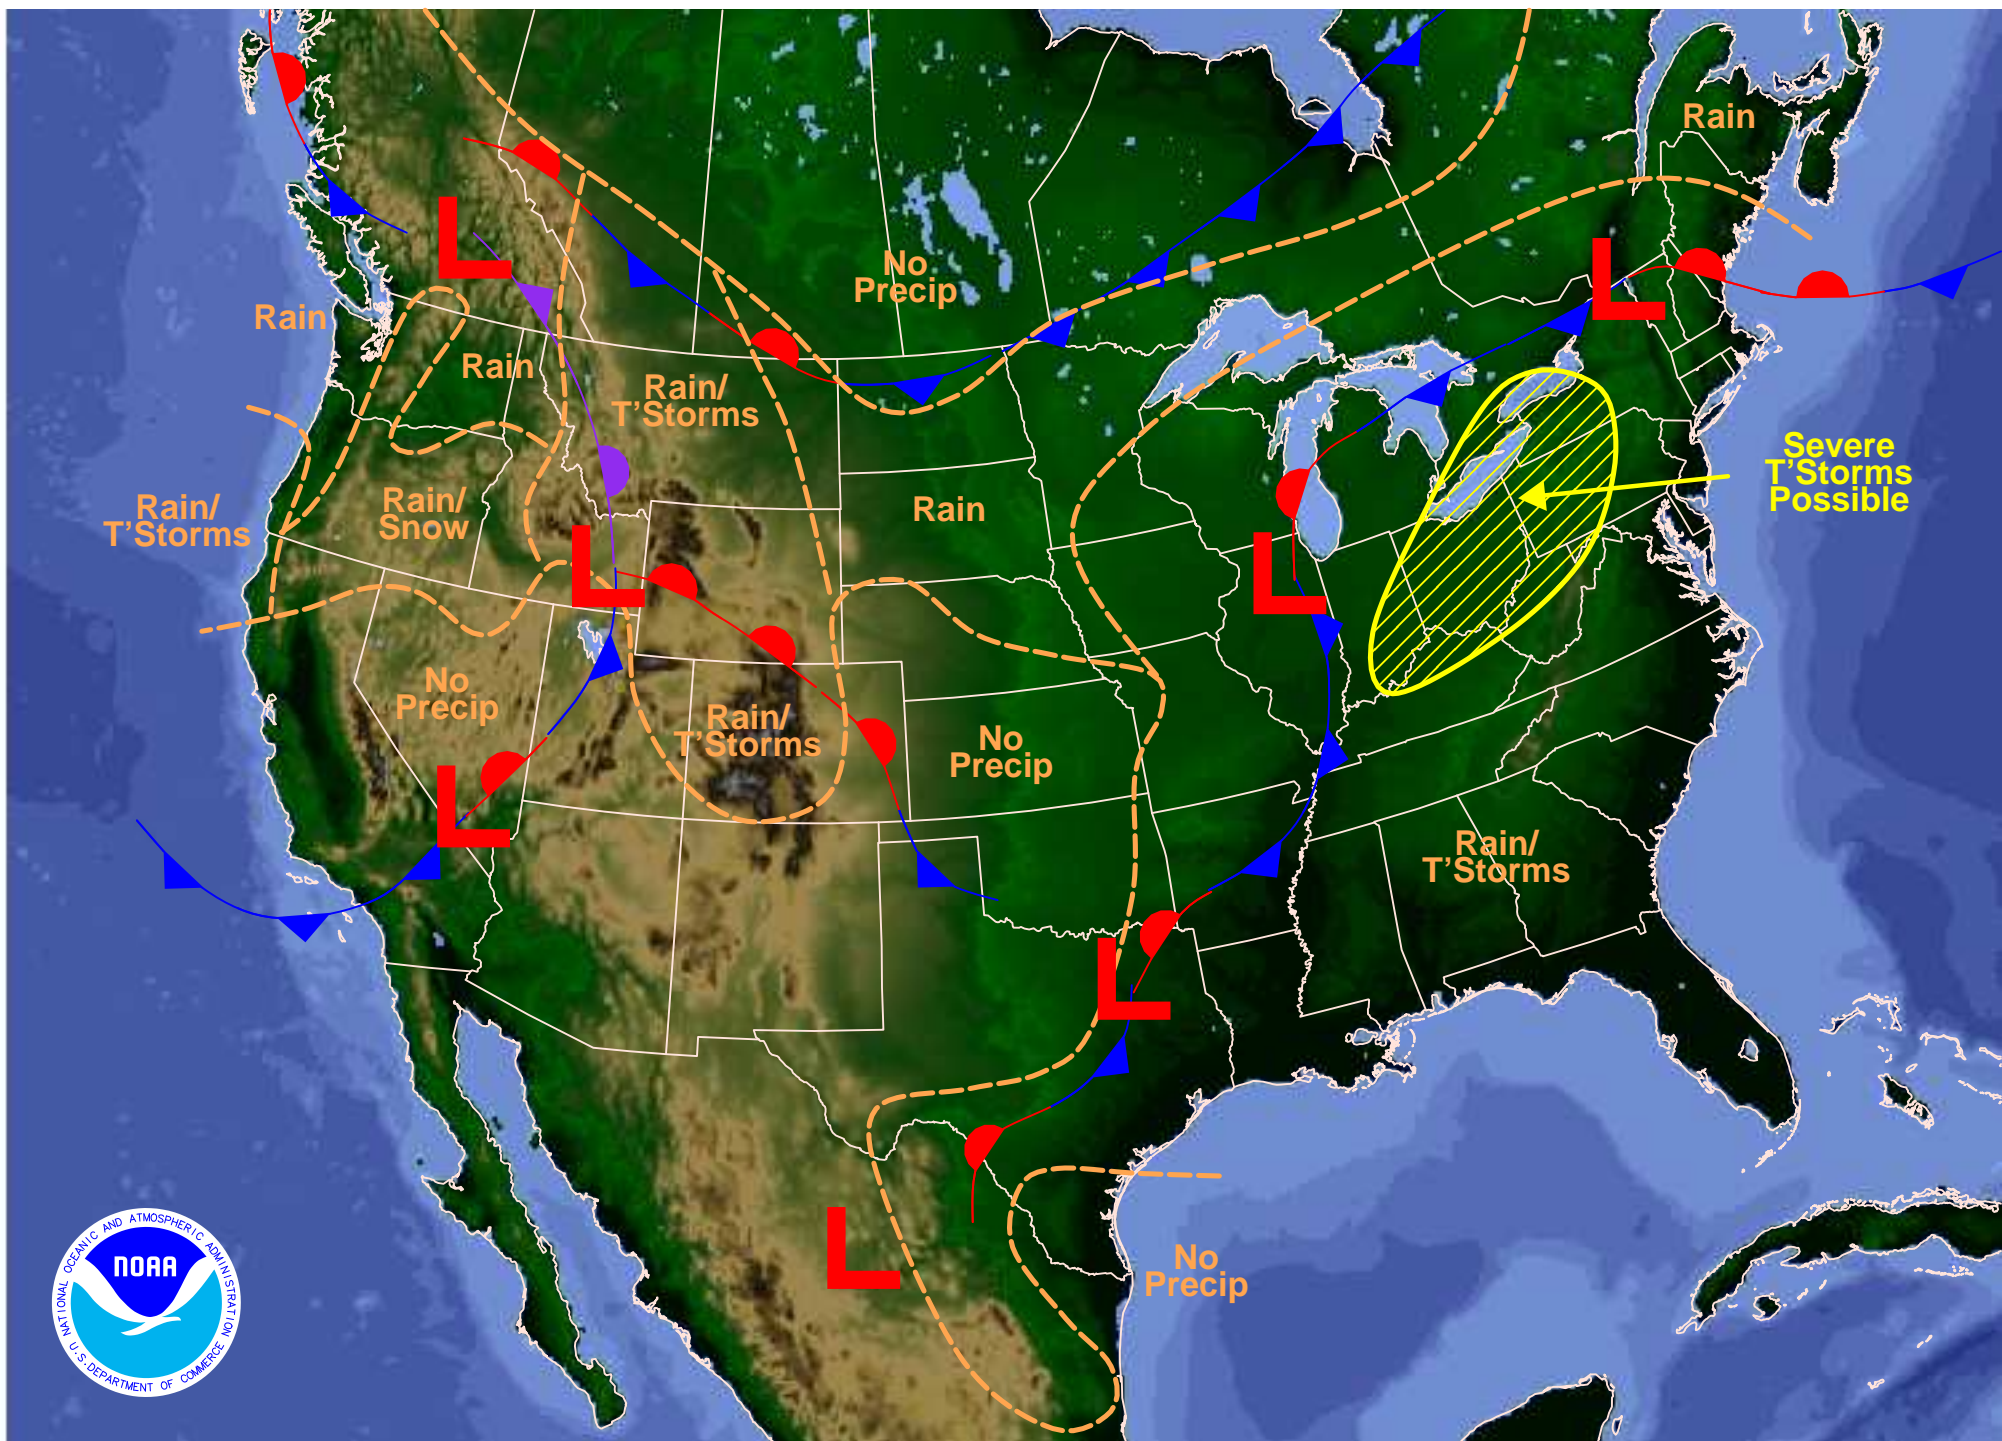 Rain
No
Precip
Rain
Rain
Rain/
T'Storms
Severe
T'Storms
Possible
Rain/
T'Storms
Rain/
Snow
Rain
No
Precip
Rain/
T'Storms
No
Precip
Rain/
T'Storms
No
Precip
L
L
L
L
L
L
L
NATIONAL OCEANIC AND ATMOSPHERIC ADMINISTRATION
NOAA
U.S. DEPARTMENT OF COMMERCE